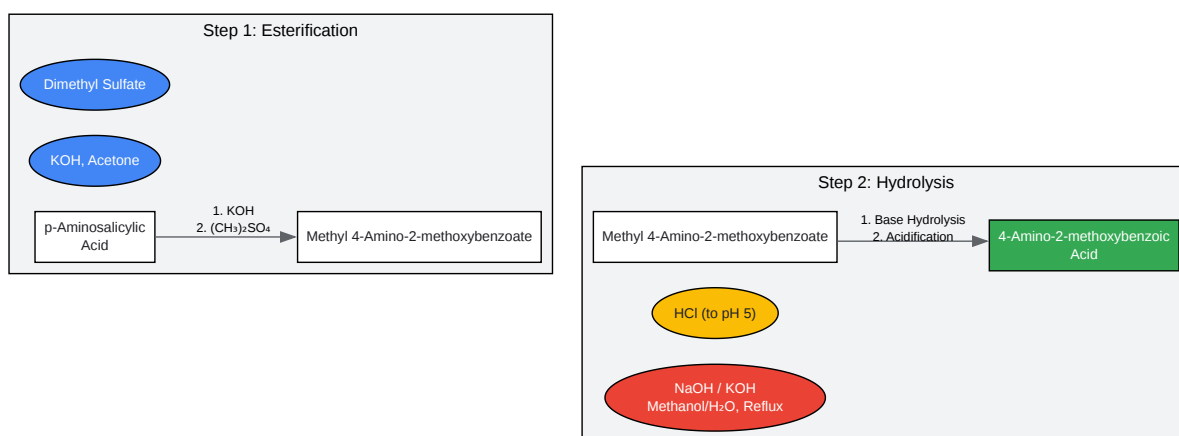 Step 1: Esterification
Dimethyl Sulfate
KOH, Acetone
p-Aminosalicylic
Acid
1. KOH
2. (CH₃)₂SO₄
Methyl 4-Amino-2-methoxybenzoate
Step 2: Hydrolysis
Methyl 4-Amino-2-methoxybenzoate
1. Base Hydrolysis
2. Acidification
4-Amino-2-methoxybenzoic
Acid
HCl (to pH 5)
NaOH / KOH
Methanol/H₂O, Reflux